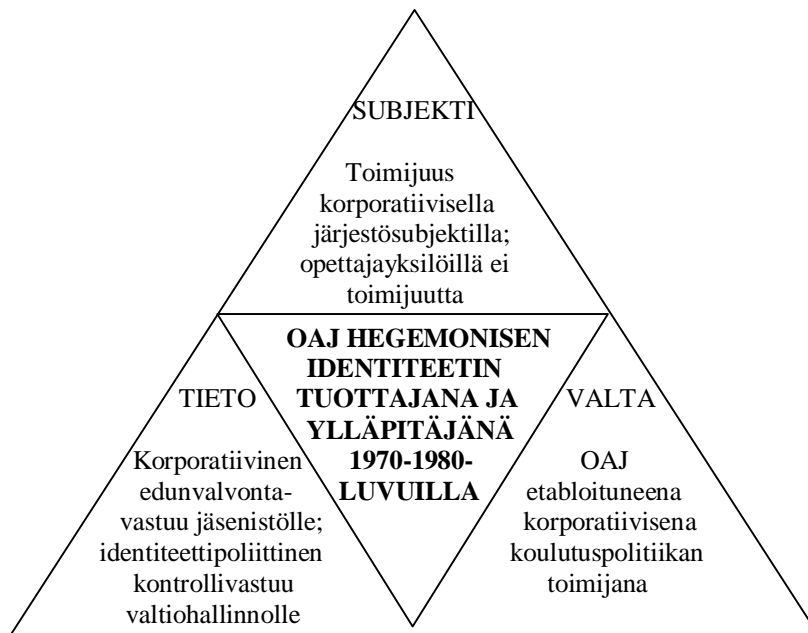 SUBJEKTI
Toimijuus
korporatiivisella
järjestösubjektilla;
opettajayksilöillä ei
toimijuutta
OAJ HEGEMONISEN
IDENTITEETIN
TUOTTAJANA JA
YLLÄPITÄJÄNÄ
1970-1980-
LUVUILLA
TIETO
Korporatiivinen
edunvalvonta-
vastuu jäsenistölle;
identiteettipoliittinen
kontrollivastuu
valtiohallinnolle
VALTA
OAJ
etabloituneena
korporatiivisena
koulutuspolitiikan
toimijana